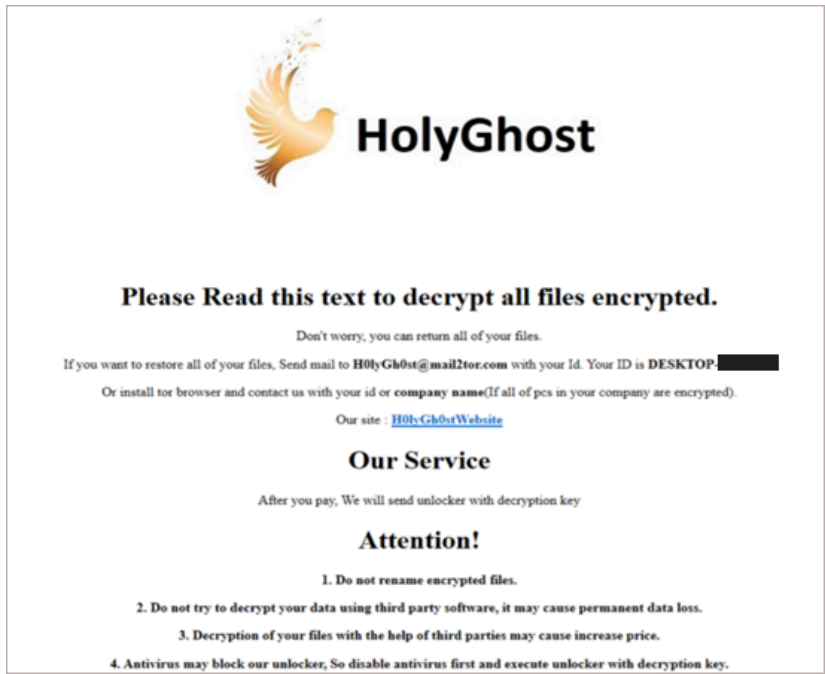 HolyGhost
Please Read this text to decrypt all files encrypted.
Don't worry, you can return all of your files.
If you want to restore all of your files, Send mail to H0lyGh0st@mail2tor.com with your Id. Your ID is DESKTOP-
Or install tor browser and contact us with your id or company name(If all of pcs in your company are encrypted).
Our site : H0lyGh0stWebsite
Our Service
After you pay, We will send unlocker with decryption key
Attention!
1. Do not rename encrypted files.
2. Do not try to decrypt your data using third party software, it may cause permanent data loss.
3. Decryption of your files with the help of third parties may cause increase price.
4. Antivirus may block our unlocker, So disable antivirus first and execute unlocker with decryption key.